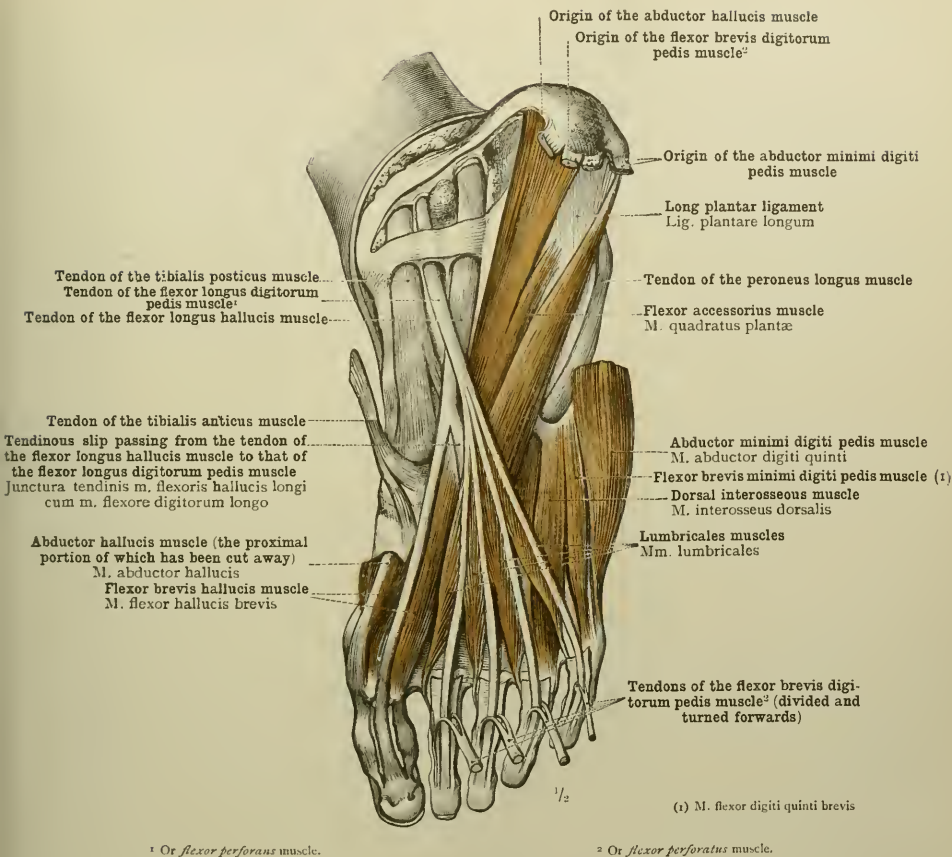 Origin of the abductor hallucis muscle
Origin of the flexor brevis digitorum
pedis muscle²
Origin of the abductor minimi digiti
pedis muscle
Long plantar ligament
Lig. plantare longum
Tendon of the tibialis posticus muscle
Tendon of the flexor longus digitorum
pedis muscle¹
Tendon of the flexor longus hallucis muscle
Tendon of the peroneus longus muscle
Flexor accessorius muscle
M. quadratus plantæ
Tendon of the tibialis anticus muscle
Tendinous slip passing from the tendon of
the flexor longus hallucis muscle to that of
the flexor longus digitorum pedis muscle
Junctura tendinis m. flexoris hallucis longi
cum m. flexore digitorum longo
Abductor minimi digiti pedis muscle
M. abductor digiti quinti
Flexor brevis minimi digiti pedis muscle (1)
Dorsal interosseous muscle
M. interosseus dorsalis
Lumbricales muscles
Mm. lumbricales
Abductor hallucis muscle (the proximal
portion of which has been cut away)
M. abductor hallucis
Flexor brevis hallucis muscle
M. flexor hallucis brevis
Tendons of the flexor brevis digi-
torum pedis muscle² (divided and
turned forwards)
1/2
(1) M. flexor digiti quinti brevis
¹ Or flexor perforans muscle.
² Or flexor perforatus muscle.